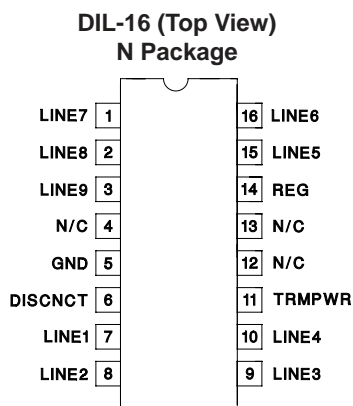 DIL-16 (Top View)
N Package
LINE7 1 16 LINE6
LINE8 2 15 LINE5
LINE9 3 14 REG
N/C 4 13 N/C
GND 5 12 N/C
DISCNCT 6 11 TRMPWR
LINE1 7 10 LINE4
LINE2 8 9 LINE3